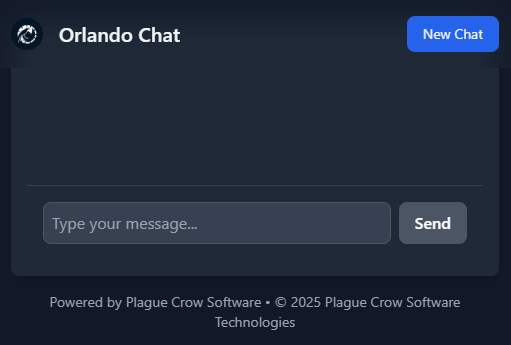 Orlando Chat
New Chat
Type your message...
Send
Powered by Plague Crow Software • © 2025 Plague Crow Software
Technologies